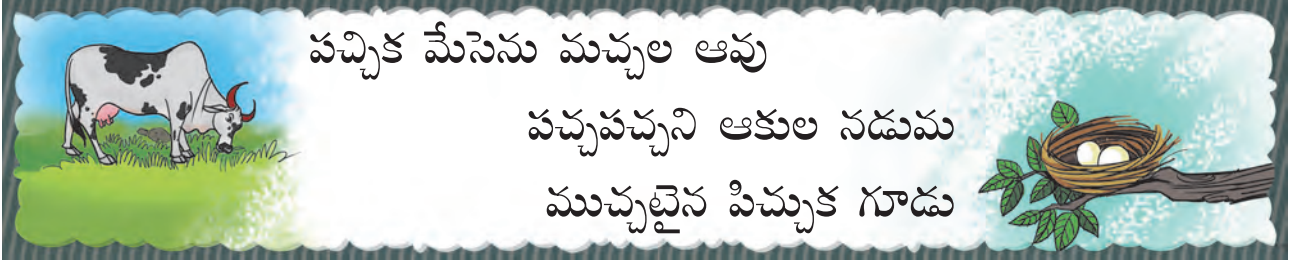 పచ్చిక మేసెను మచ్చల ఆవు
పచ్చపచ్చని ఆకుల నడుమ
ముచ్చటైన పిచ్చుక గూడు